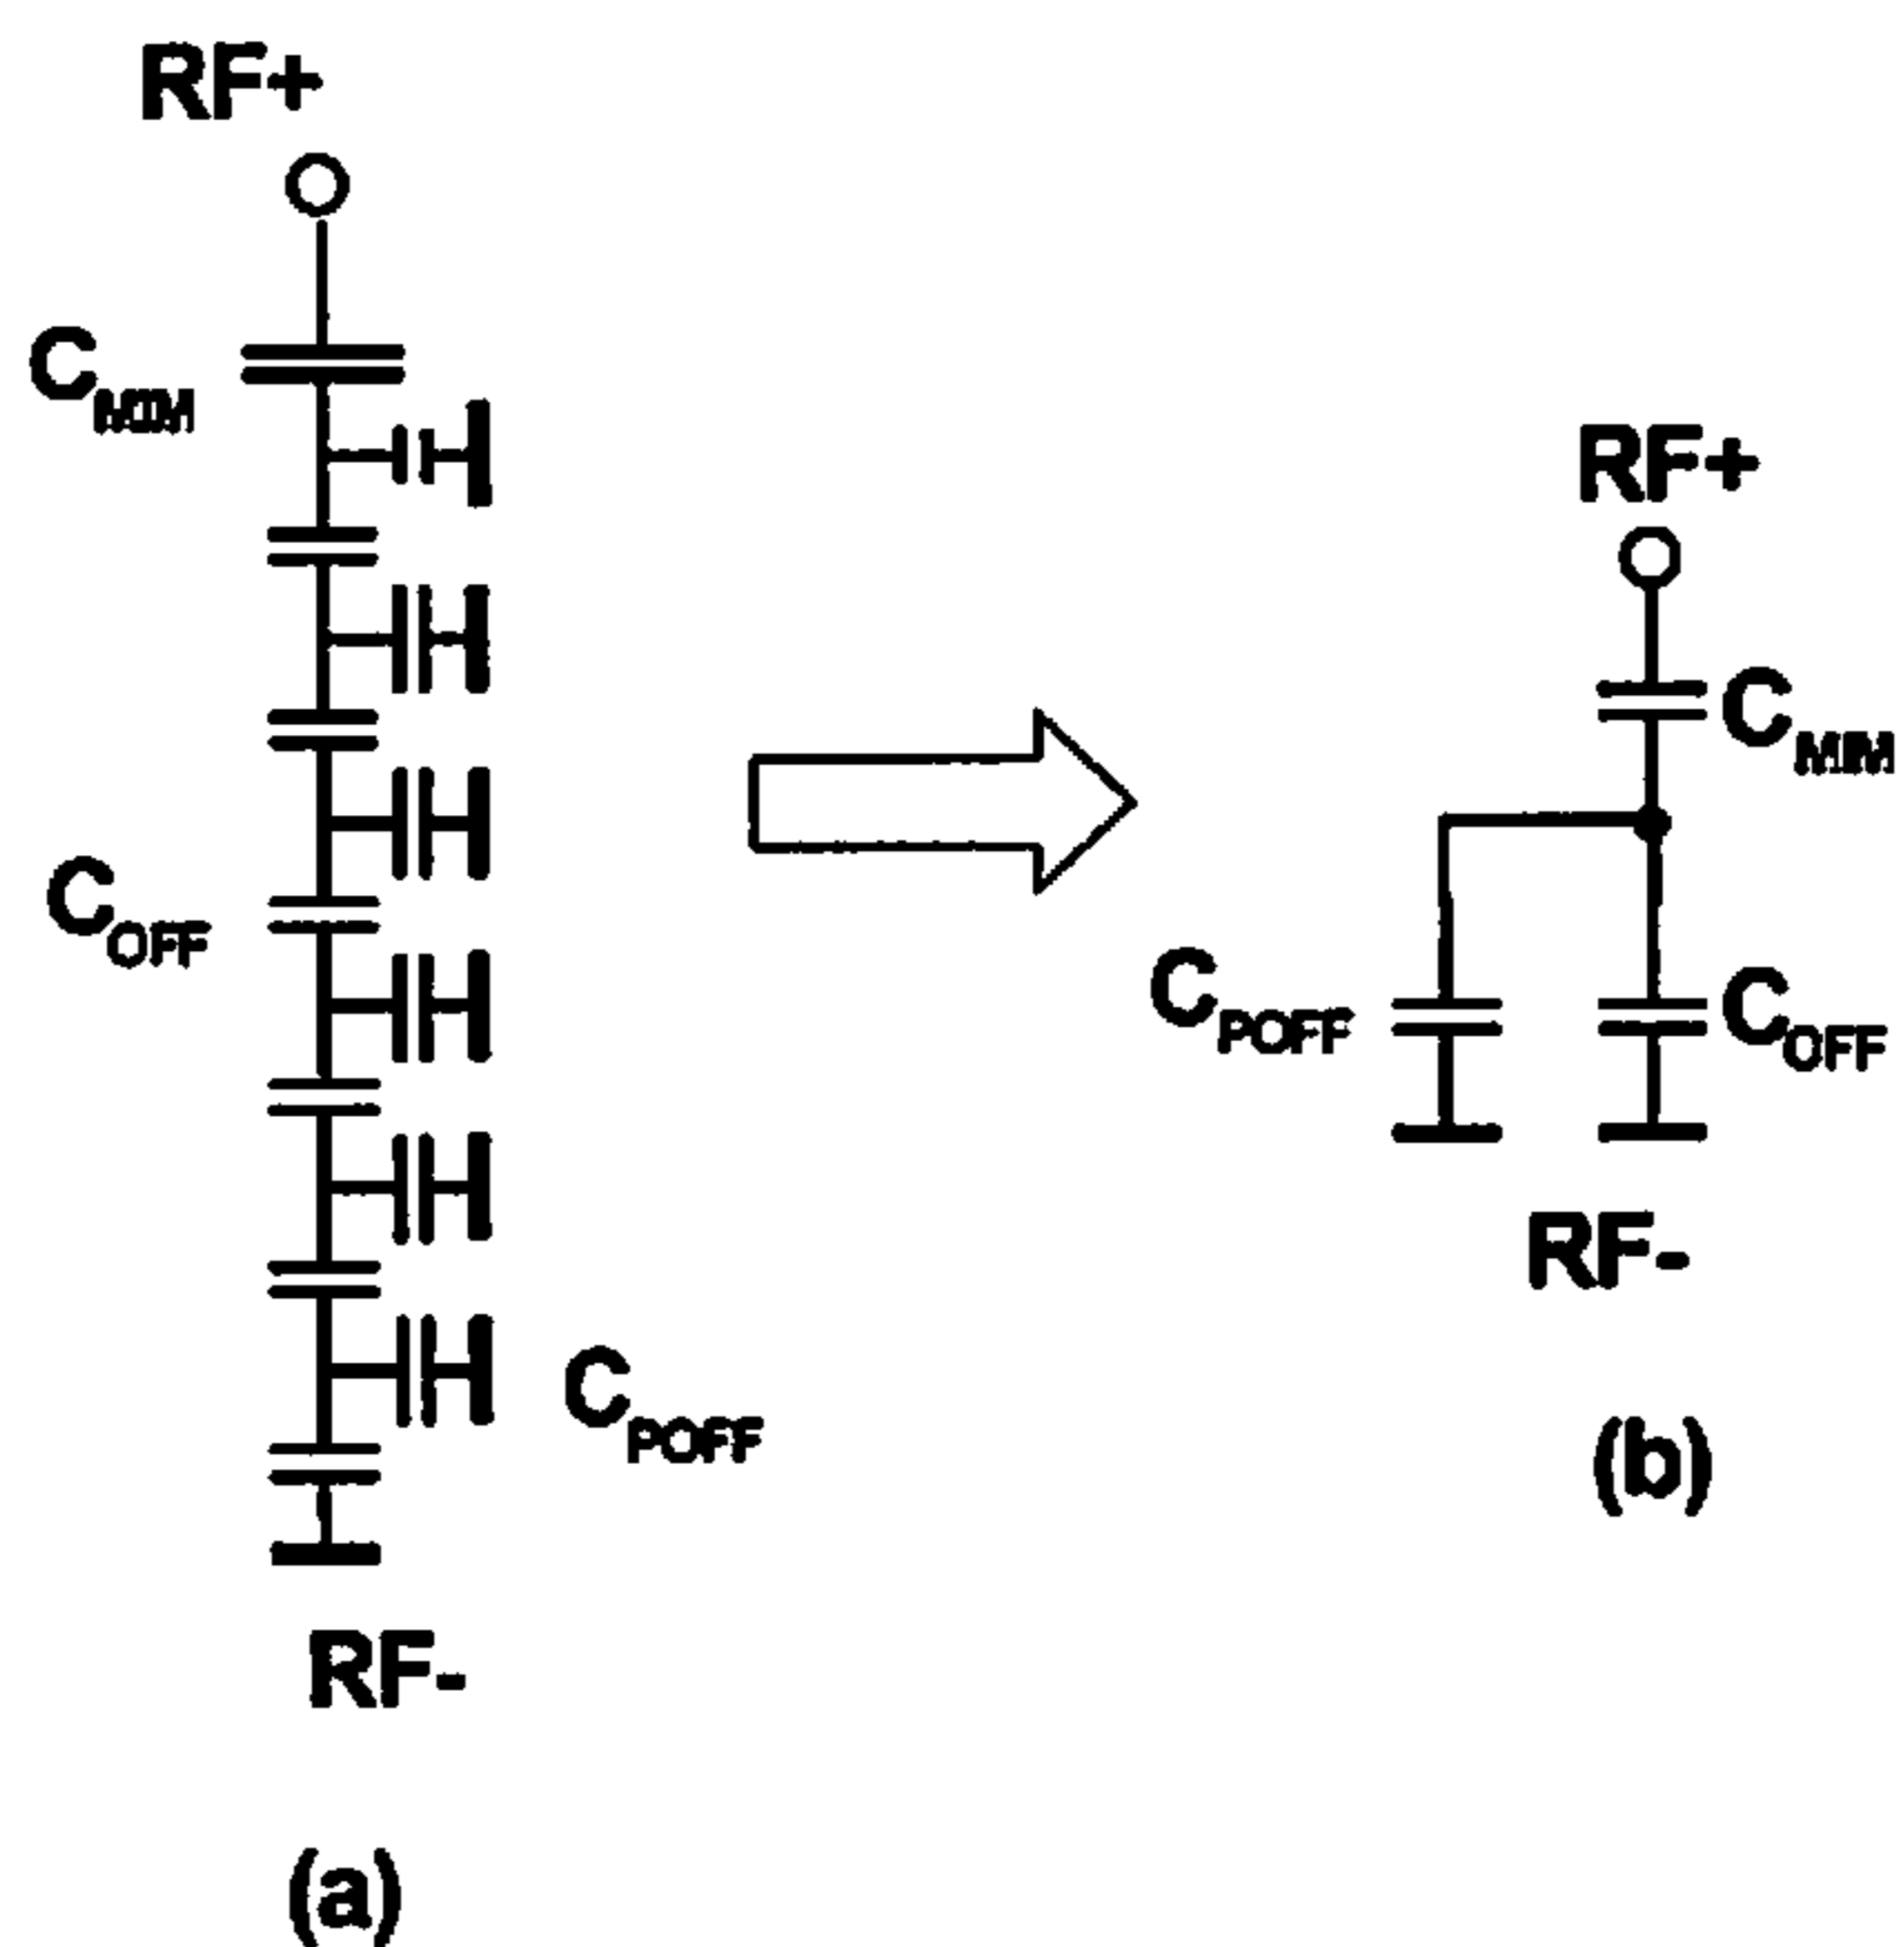 RF+
C_MIM
C_OFF
C_POFF
RF-
(a)
RF+
C_MIM
C_POFF
C_OFF
RF-
(b)